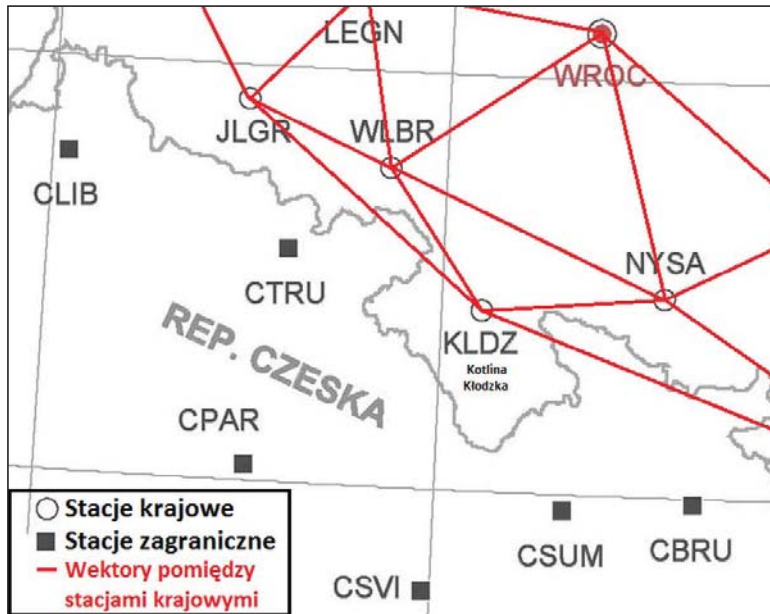 LEGN
WROC
JLGR
WLBR
CLIB
NYSA
CTRU
KLDZ
Kotlina
Kłodzka
REP. CZESKA
CPAR
Stacje krajowe
Stacje zagraniczne
Wektory pomiędzy
stacjami krajowymi
CSUM
CBRU
CSVI